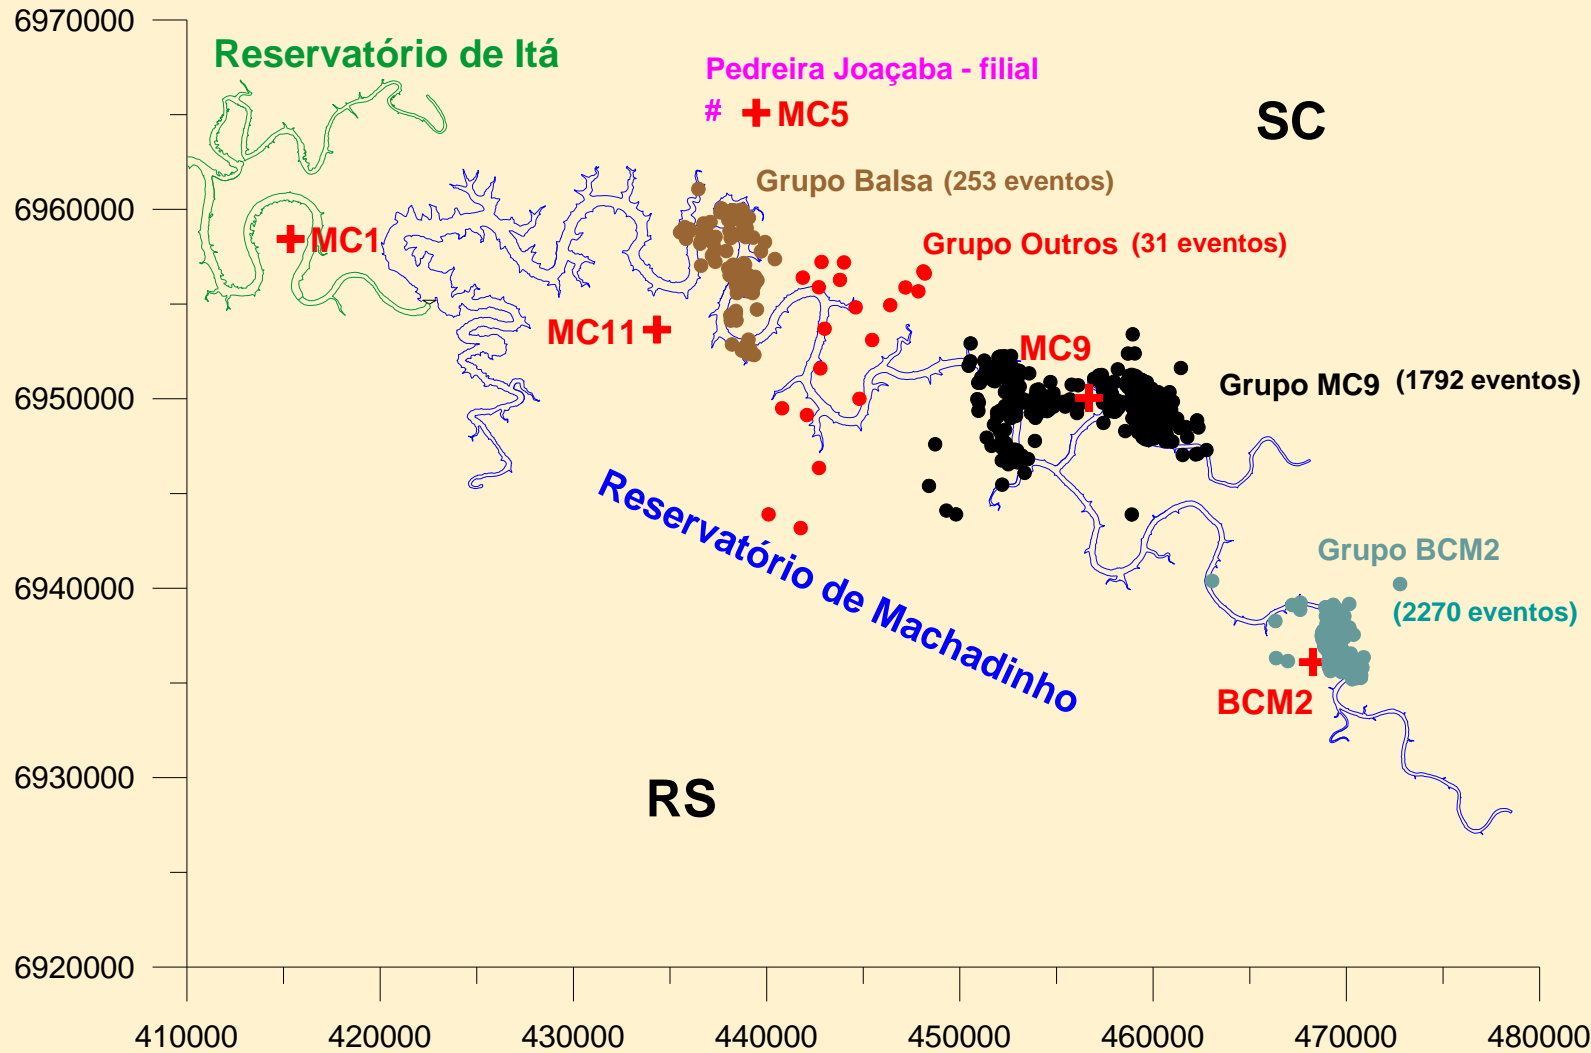 6970000
Reservatório de Itá
Pedreira Joaçaba - filial
# MC5
SC
Grupo Balsa (253 eventos)
6960000
MC1
Grupo Outros (31 eventos)
MC11
MC9
Grupo MC9 (1792 eventos)
6950000
Reservatório de Machadinho
Grupo BCM2
6940000
(2270 eventos)
BCM2
6930000
RS
6920000
410000 420000 430000 440000 450000 460000 470000 480000